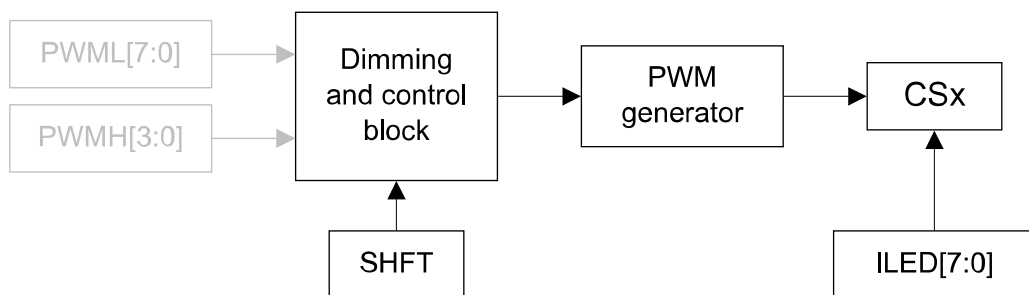 PWML[7:0]
PWMH[3:0]
Dimming
and control
block
PWM
generator
CSx
SHFT
ILED[7:0]